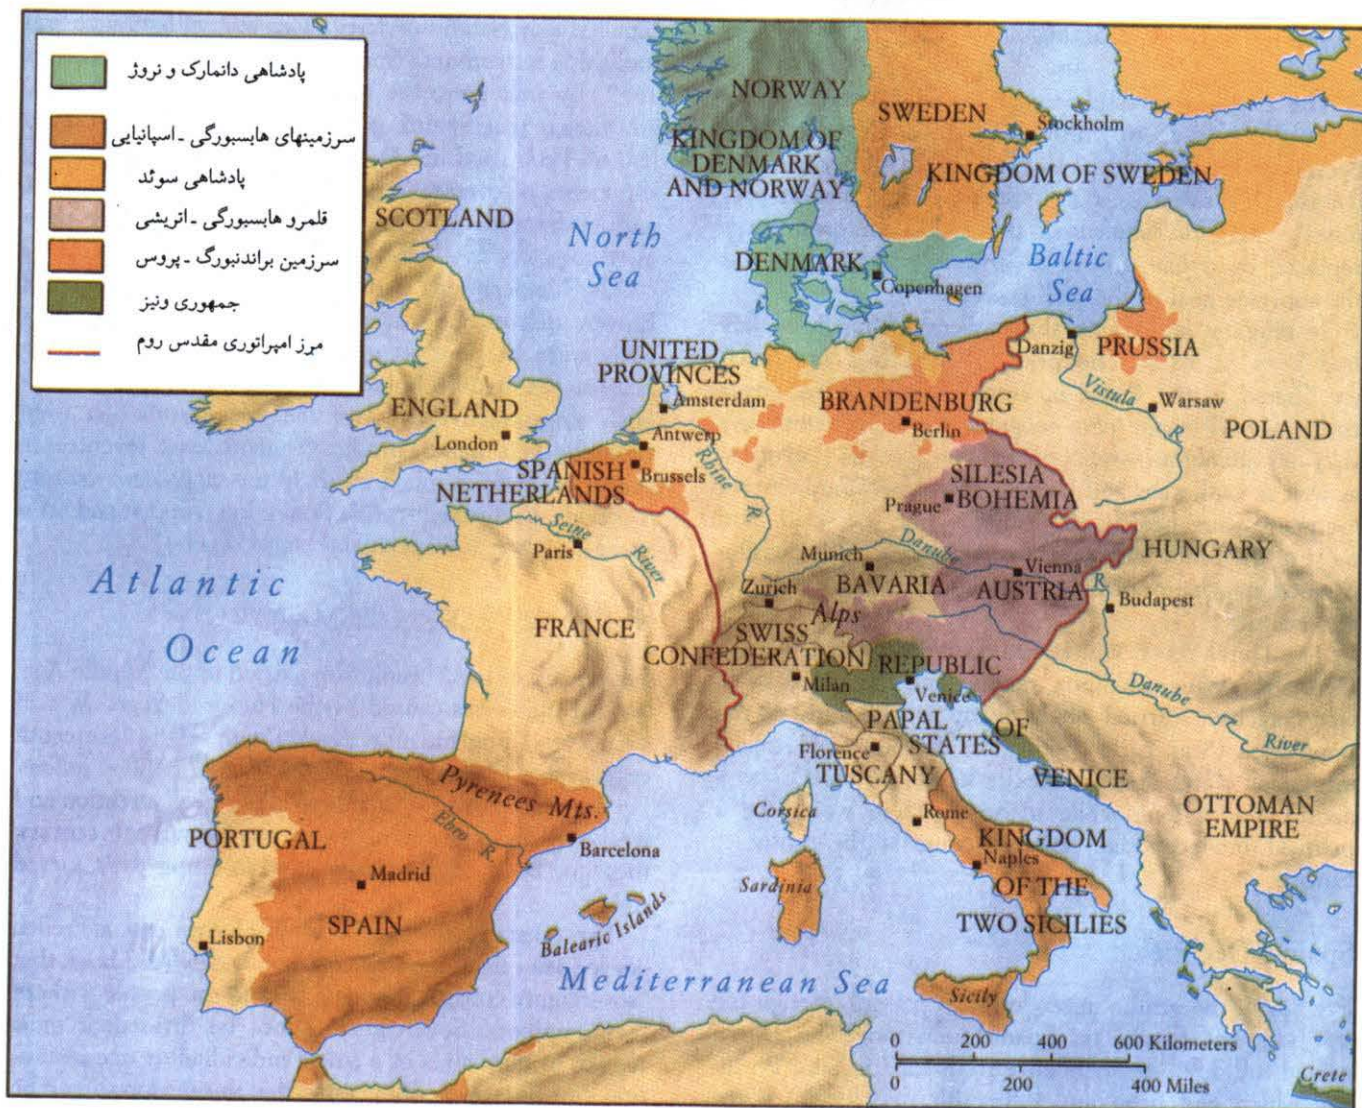 پادشاهی دانمارک و نروژ
سرزمینهای هابسبورگی ـ اسپانیایی
پادشاهی سوئد
قلمرو هابسبورگی ـ اتریشی
سرزمین براندنبورگ ـ پروس
جمهوری ونیز
مرز امپراتوری مقدس روم
NORWAY
KINGDOM OF
DENMARK
AND NORWAY
SWEDEN
Stockholm
KINGDOM OF SWEDEN
SCOTLAND
North
Sea
DENMARK
Copenhagen
Baltic
Sea
UNITED
PROVINCES
Amsterdam
Danzig
PRUSSIA
Vistula
R.
Warsaw
POLAND
ENGLAND
London
Antwerp
Brussels
SPANISH
NETHERLANDS
Rhine
R.
BRANDENBURG
Berlin
SILESIA
BOHEMIA
Prague
Seine
River
Paris
Munich
Danube
R.
BAVARIA
Vienna
AUSTRIA
HUNGARY
Budapest
Zurich
Alps
SWISS
CONFEDERATION
Milan
REPUBLIC
OF
VENICE
Venice
Atlantic
Ocean
FRANCE
Danube
River
PAPAL
STATES
Florence
TUSCANY
Corsica
Rome
OTTOMAN
EMPIRE
Pyrenees Mts.
Ebro R.
Barcelona
PORTUGAL
Madrid
SPAIN
Lisbon
Balearic Islands
Sardinia
KINGDOM
Naples
OF THE
TWO SICILIES
Mediterranean Sea
Sicily
0 200 400 600 Kilometers
0 200 400 Miles
Crete